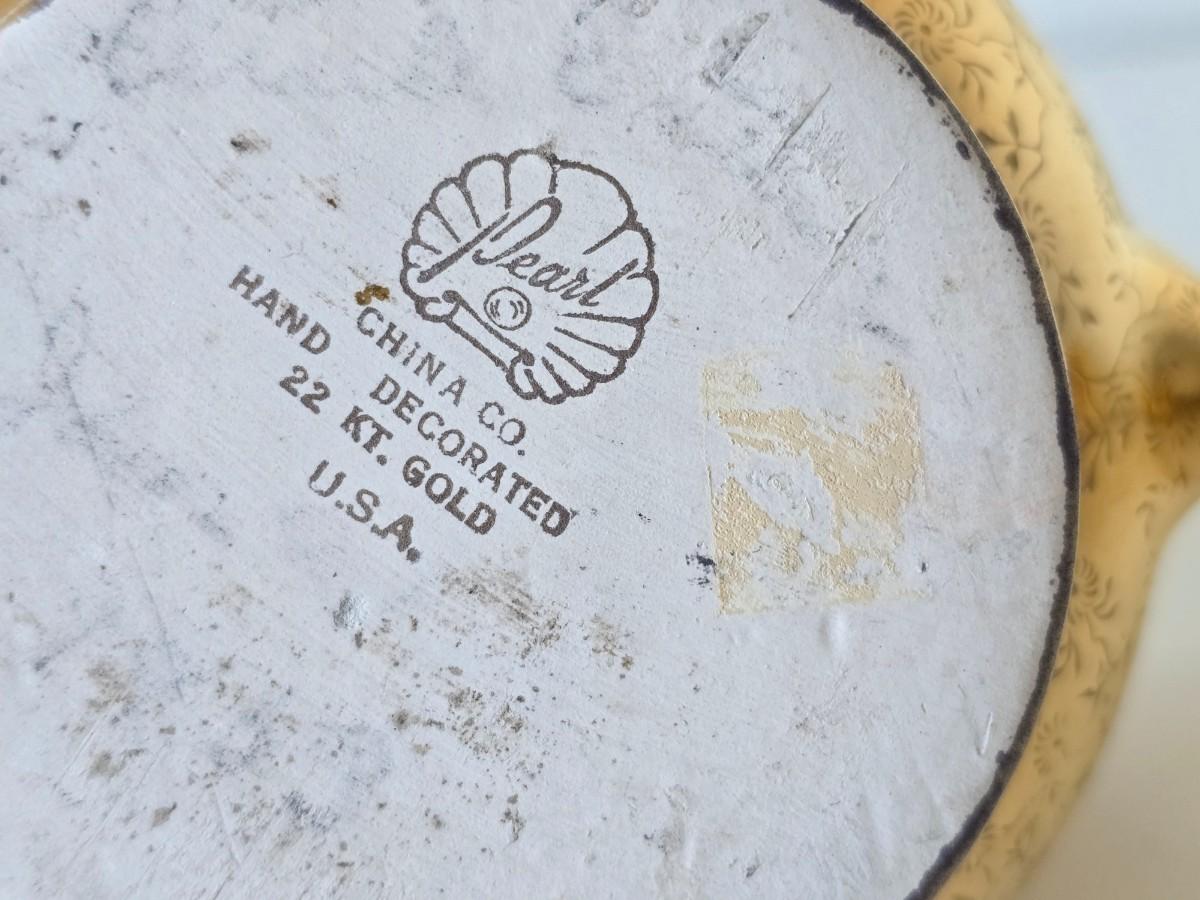 Pearl
CHINA CO.
HAND DECORATED
22 KT. GOLD
U.S.A.